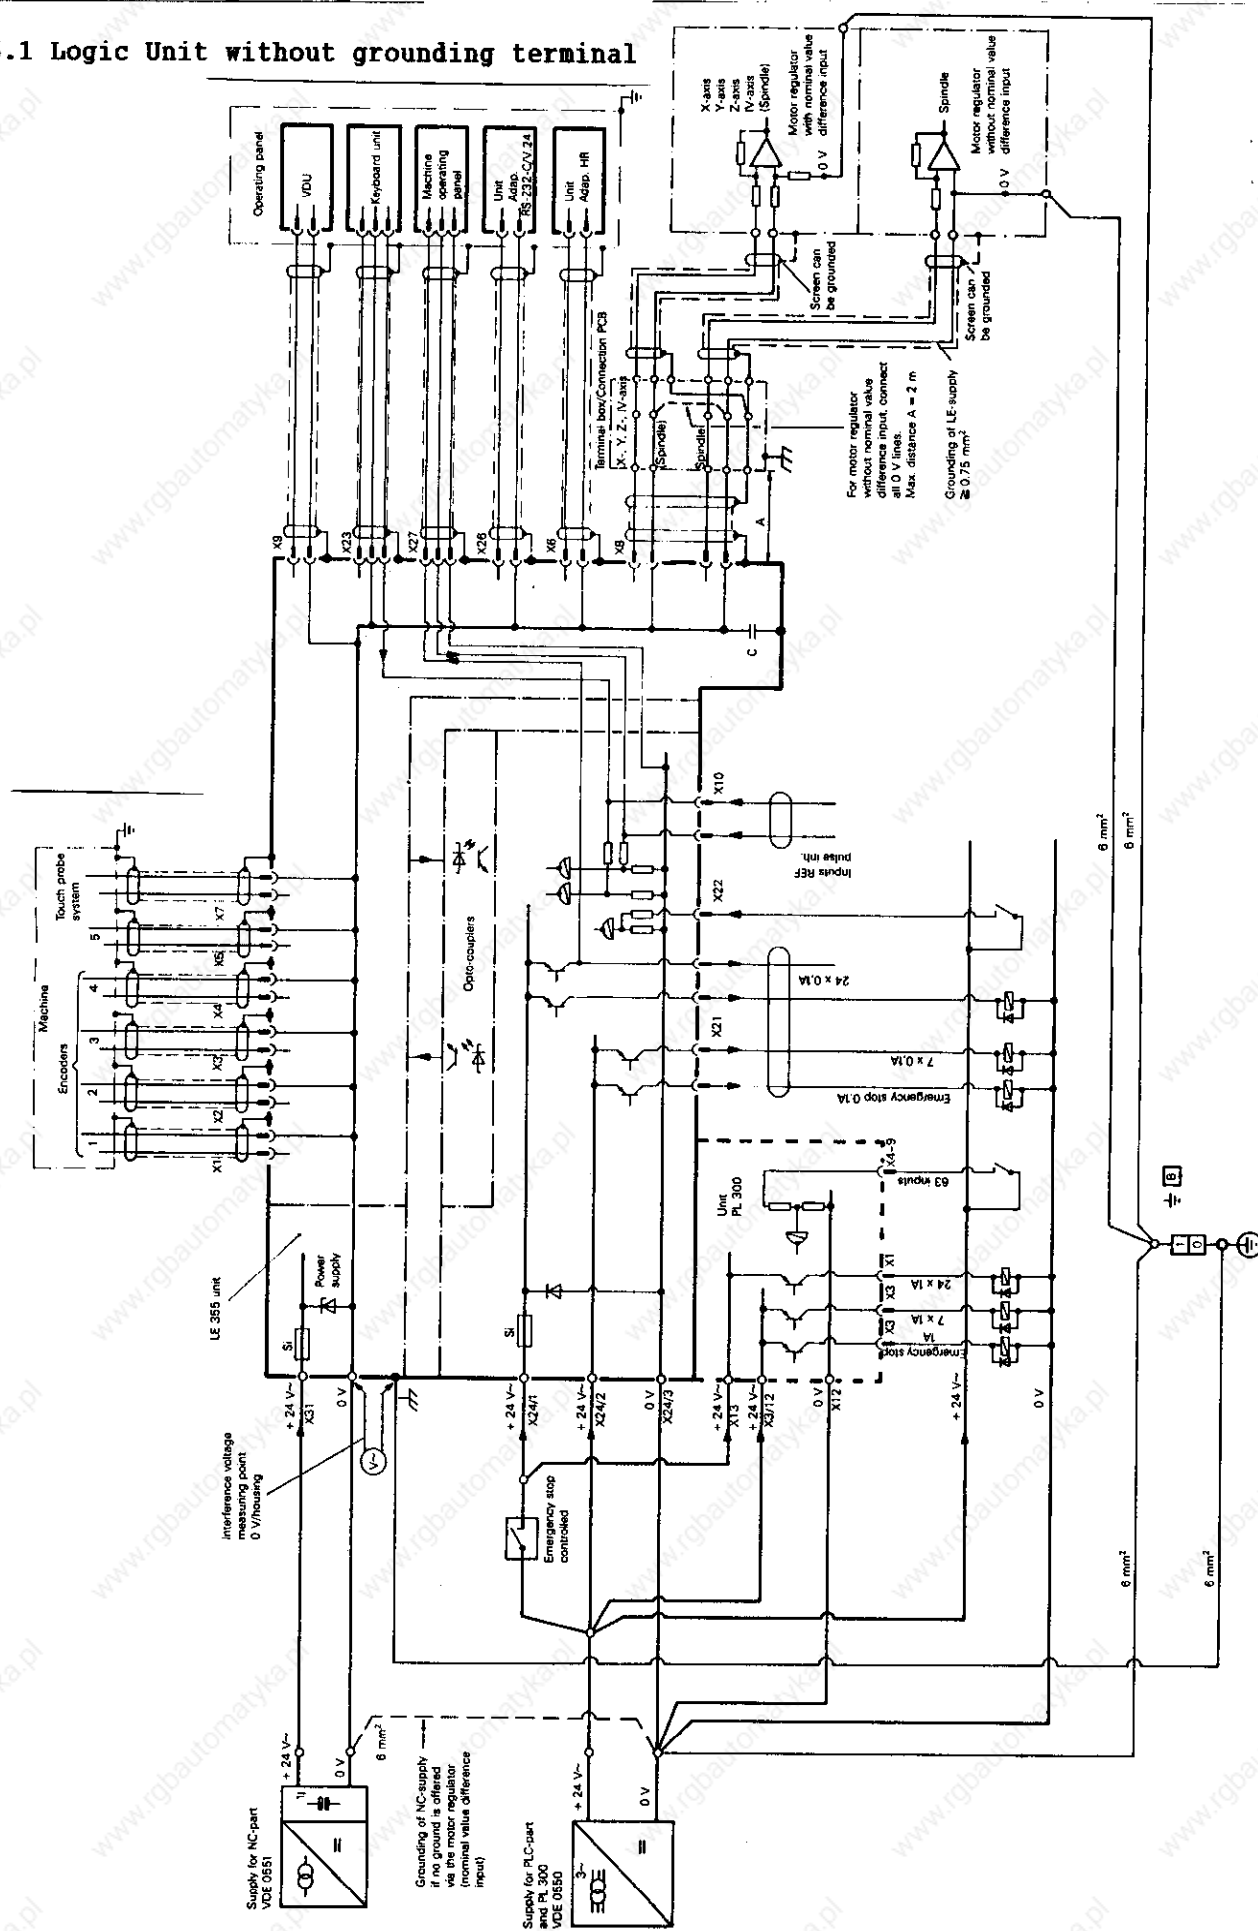 .1 Logic Unit without grounding terminal
Operating panel
VDU
Keyboard unit
Machine
operating
panel
Unit
Adap.
RS-232-C/V.24
Unit
Adap. HR
X-axis
Y-axis
Z-axis
IV-axis
(Spindle)
Motor regulator
with nominal value
difference input
0 V
Spindle
Motor regulator
without nominal value
difference input
0 V
Screen can
be grounded
Screen can
be grounded
Terminal box/Connection PCB
X-, Y, Z-, IV-axis
(Spindle)
Spindle
For motor regulator
without nominal value
difference input, connect
all 0 V lines.
Max. distance A = 2 m
Grounding of LE-supply
≧ 0.75 mm²
X9
X23
X27
X26
X6
X8
A
C
Machine
Encoders
1
2
3
4
5
Touch probe
system
X1
X2
X3
X4
X5
X7
Opto-couplers
X10
Inputs REF
pulse inh.
X22
24 x 0.1A
X21
7 x 0.1A
Emergency stop 0.1A
LE 355 unit
Power
supply
Si
Si
Unit
PL 300
X4-9
63 inputs
X1
24 x 1A
X3
7 x 1A
X3
1A
Emergency stop
6 mm²
6 mm²
B
1
0
+ 24 V~
X31
0 V
V~
Interference voltage
measuring point
0 V/housing
+ 24 V~
X24/1
+ 24 V~
X24/2
0 V
X24/3
+ 24 V~
X13
+ 24 V~
X3/12
0 V
X12
+ 24 V~
0 V
Emergency stop
controlled
6 mm²
6 mm²
Supply for NC-part
VDE 0551
+ 24 V~
0 V
6 mm²
Grounding of NC-supply
if no ground is offered
via the motor regulator
(nominal value difference
input)
Supply for PLC-part
and PL 300
VDE 0550
3~
+ 24 V~
0 V
www.rgbautomatyka.pl